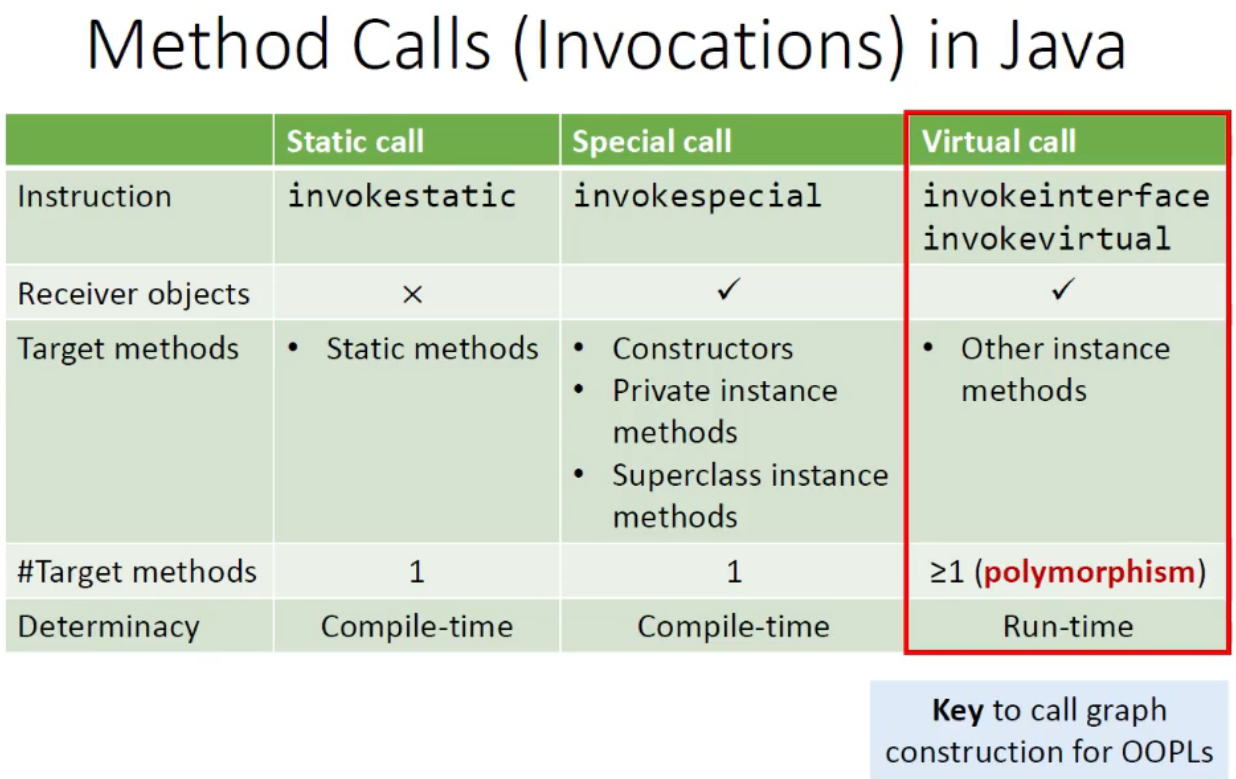 Method Calls (Invocations) in Java
Static call Special call Virtual call
Instruction invokestatic invokespecial invokeinterface
invokevirtual
Receiver objects × ✓ ✓
Target methods • Static methods • Constructors • Other instance
• Private instance methods
methods
• Superclass instance
methods
#Target methods 1 1 ≥1 (polymorphism)
Determinacy Compile-time Compile-time Run-time
Key to call graph
construction for OOPLs